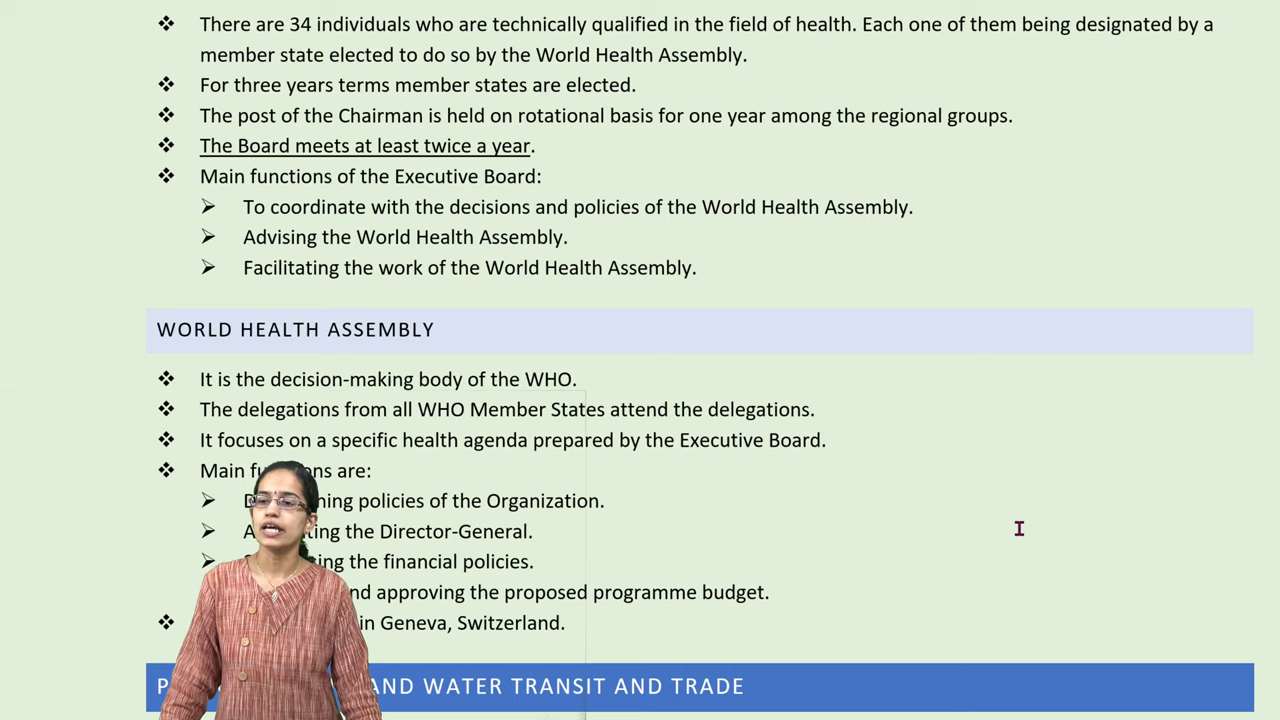 ❖ There are 34 individuals who are technically qualified in the field of health. Each one of them being designated by a
member state elected to do so by the World Health Assembly.
❖ For three years terms member states are elected.
❖ The post of the Chairman is held on rotational basis for one year among the regional groups.
❖ The Board meets at least twice a year.
❖ Main functions of the Executive Board:
➢ To coordinate with the decisions and policies of the World Health Assembly.
➢ Advising the World Health Assembly.
➢ Facilitating the work of the World Health Assembly.
WORLD HEALTH ASSEMBLY
❖ It is the decision-making body of the WHO.
❖ The delegations from all WHO Member States attend the delegations.
❖ It focuses on a specific health agenda prepared by the Executive Board.
❖ Main functions are:
➢ policies of the Organization.
➢ the Director-General.
➢ the financial policies.
and approving the proposed programme budget.
❖ in Geneva, Switzerland.
AND WATER TRANSIT AND TRADE